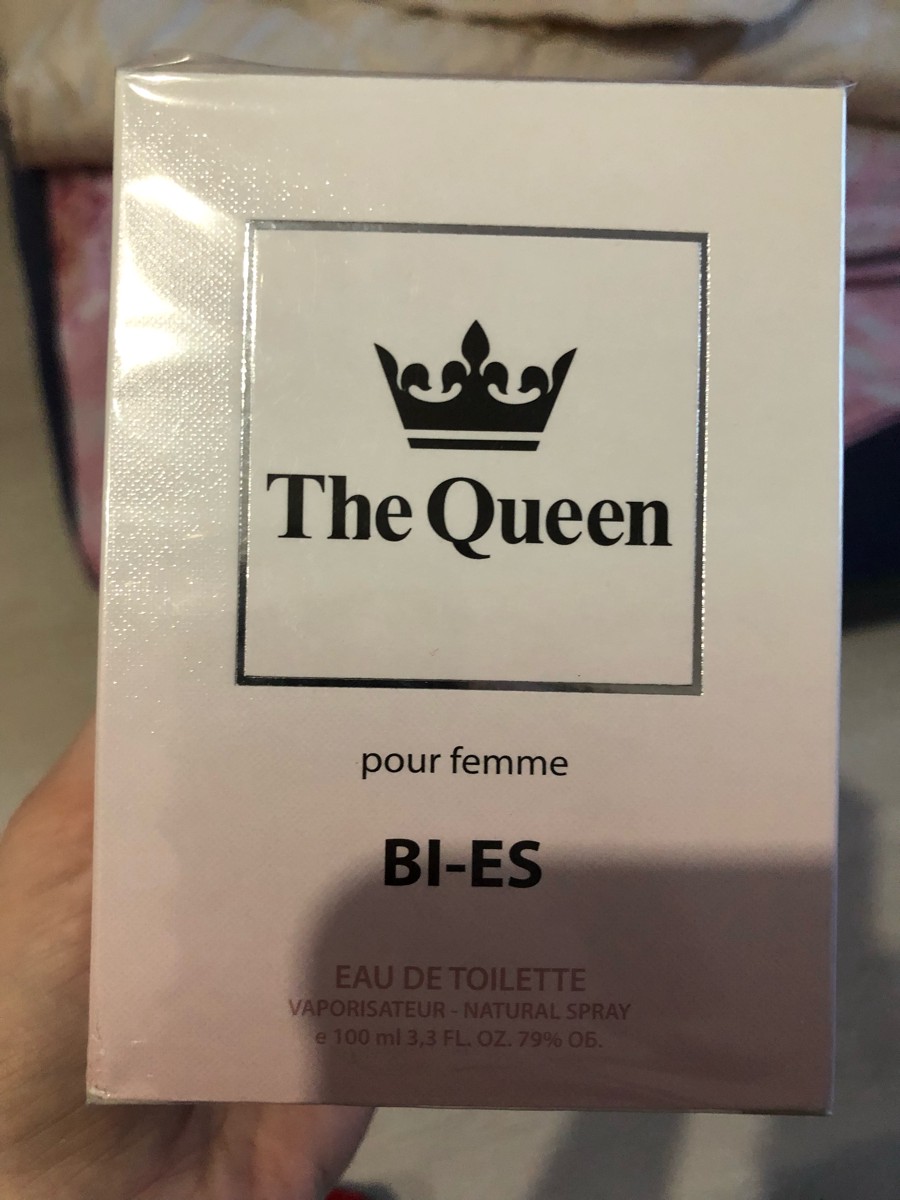 The Queen
pour femme
BI-ES
EAU DE TOILETTE
VAPORISATEUR - NATURAL SPRAY
e 100 ml 3,3 FL. OZ. 79% ОБ.